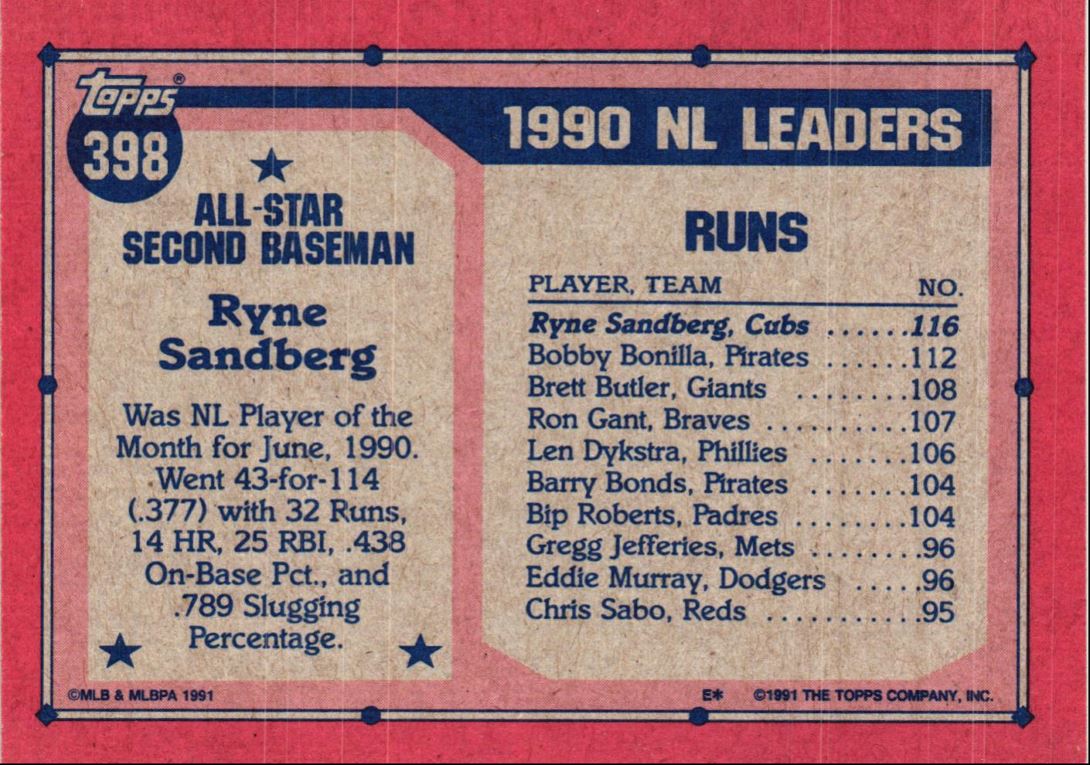 Topps®
398
ALL-STAR
SECOND BASEMAN
Ryne
Sandberg
Was NL Player of the
Month for June, 1990.
Went 43-for-114
(.377) with 32 Runs,
14 HR, 25 RBI, .438
On-Base Pct., and
.789 Slugging
Percentage.
1990 NL LEADERS
RUNS
PLAYER, TEAM NO.
Ryne Sandberg, Cubs ......116
Bobby Bonilla, Pirates .......112
Brett Butler, Giants ........108
Ron Gant, Braves ..........107
Len Dykstra, Phillies .......106
Barry Bonds, Pirates .......104
Bip Roberts, Padres ........104
Gregg Jefferies, Mets ........96
Eddie Murray, Dodgers .....96
Chris Sabo, Reds ...........95
©MLB & MLBPA 1991 E* ©1991 THE TOPPS COMPANY, INC.